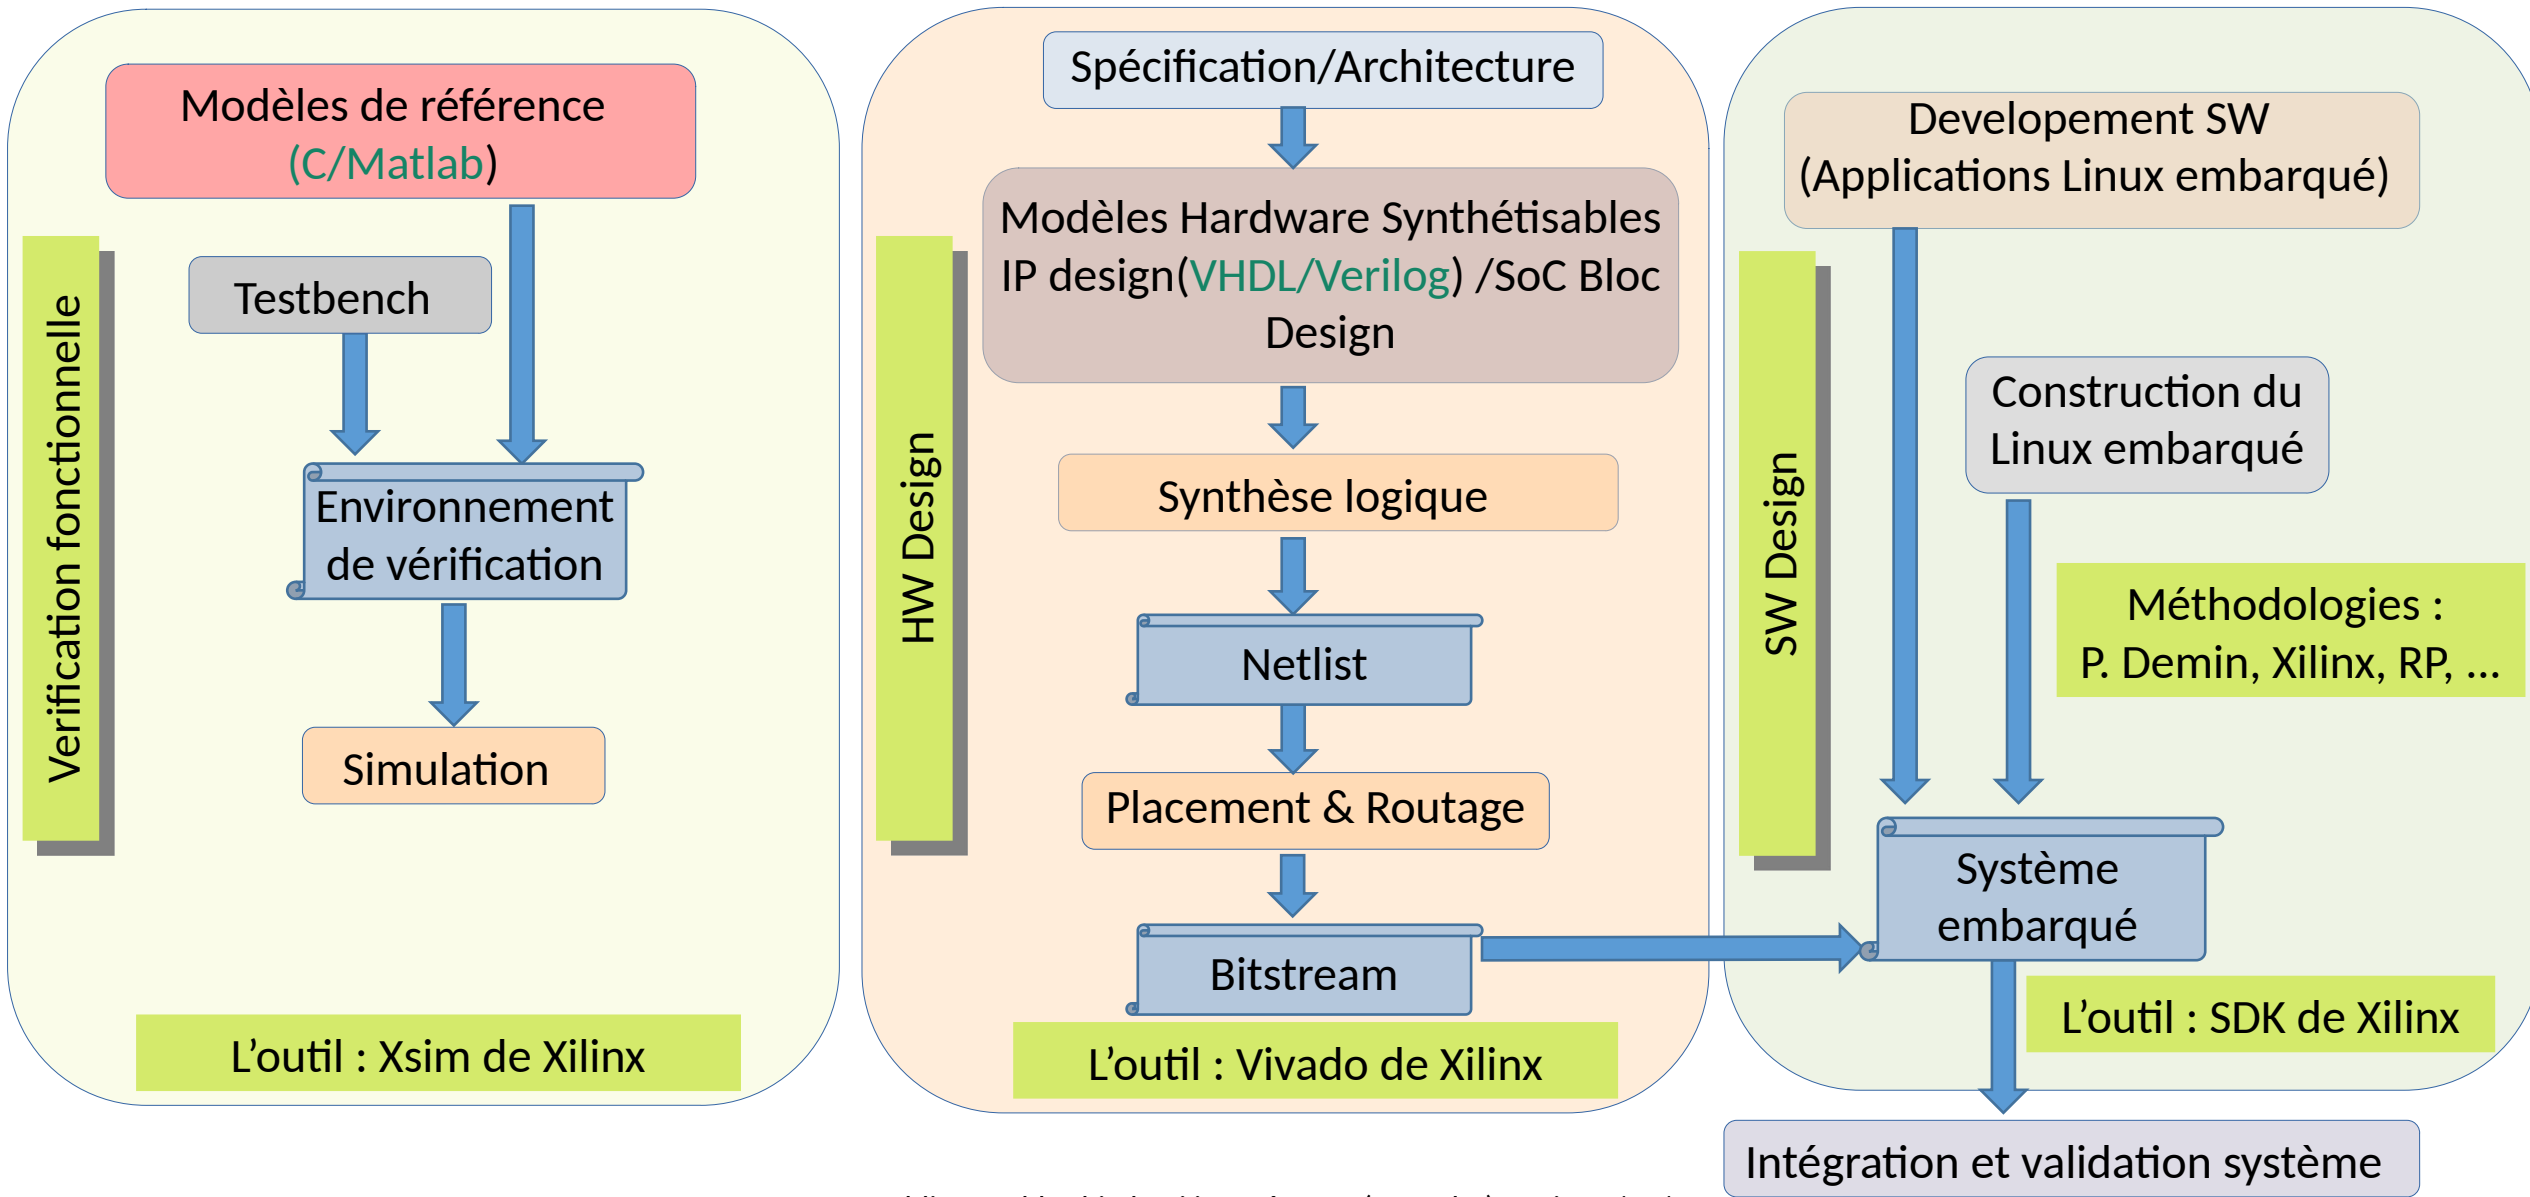 Modèles de référence
(C/Matlab)
Testbench
Environnement
de vérification
Simulation
Verification fonctionnelle
L’outil : Xsim de Xilinx
Spécification/Architecture
Modèles Hardware Synthétisables
IP design(VHDL/Verilog) /SoC Bloc
Design
Synthèse logique
Netlist
Placement & Routage
Bitstream
HW Design
L’outil : Vivado de Xilinx
Developement SW
(Applications Linux embarqué)
Construction du
Linux embarqué
SW Design
Méthodologies :
P. Demin, Xilinx, RP, ...
Système
embarqué
L’outil : SDK de Xilinx
Intégration et validation système